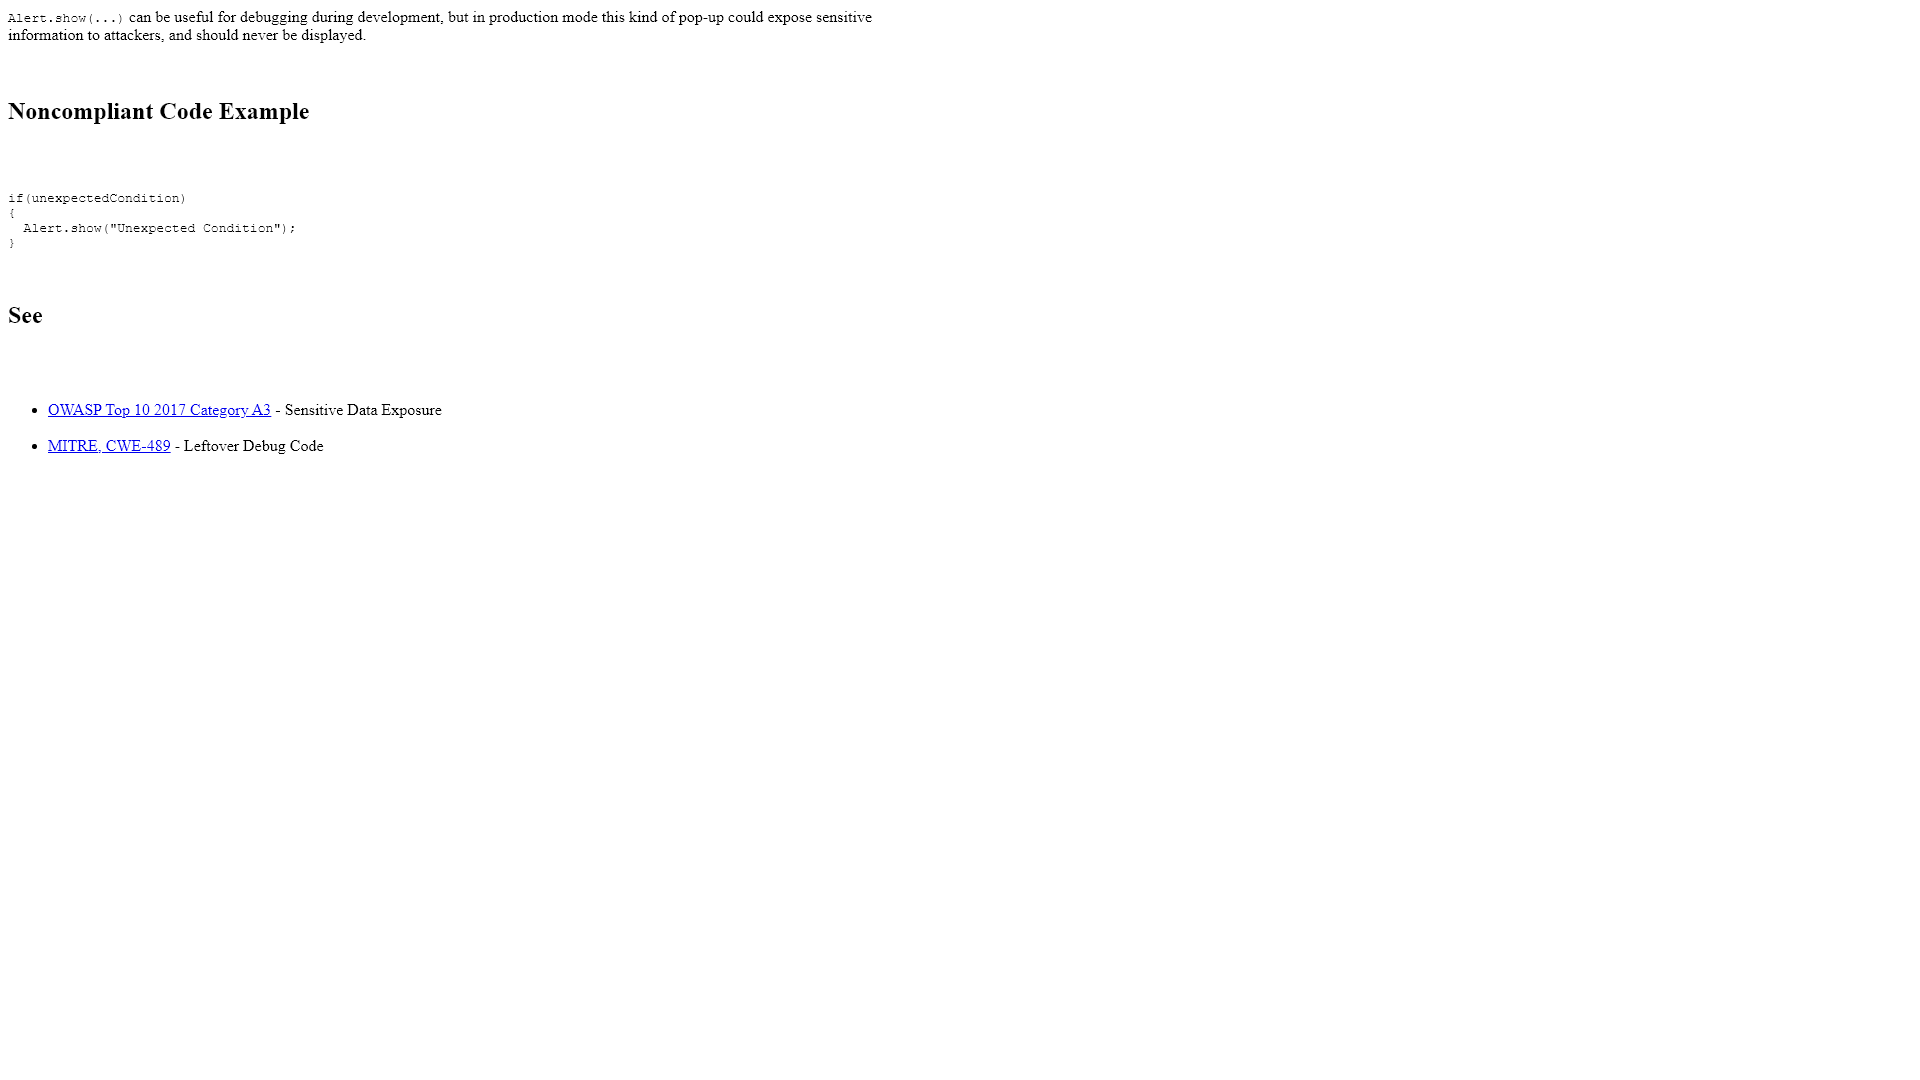 Alert.show(...) can be useful for debugging during development, but in production mode this kind of pop-up could expose sensitive
information to attackers, and should never be displayed.
Noncompliant Code Example
if(unexpectedCondition)
{
  Alert.show("Unexpected Condition");
}
See
• OWASP Top 10 2017 Category A3 - Sensitive Data Exposure
• MITRE, CWE-489 - Leftover Debug Code